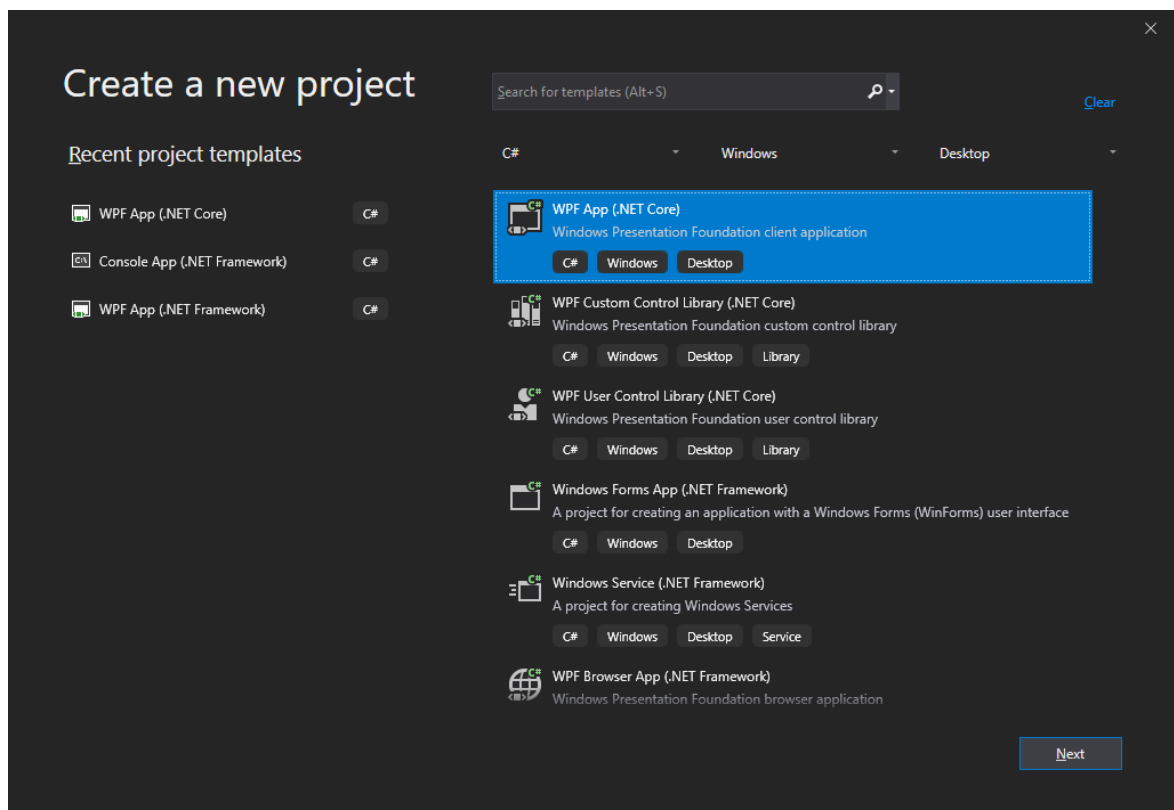 Create a new project
Search for templates (Alt+S)
Clear
Recent project templates
C# Windows Desktop
WPF App (.NET Core) C#
Console App (.NET Framework) C#
WPF App (.NET Framework) C#
WPF App (.NET Core)
Windows Presentation Foundation client application
C# Windows Desktop
WPF Custom Control Library (.NET Core)
Windows Presentation Foundation custom control library
C# Windows Desktop Library
WPF User Control Library (.NET Core)
Windows Presentation Foundation user control library
C# Windows Desktop Library
Windows Forms App (.NET Framework)
A project for creating an application with a Windows Forms (WinForms) user interface
C# Windows Desktop
Windows Service (.NET Framework)
A project for creating Windows Services
C# Windows Desktop Service
WPF Browser App (.NET Framework)
Windows Presentation Foundation browser application
Next